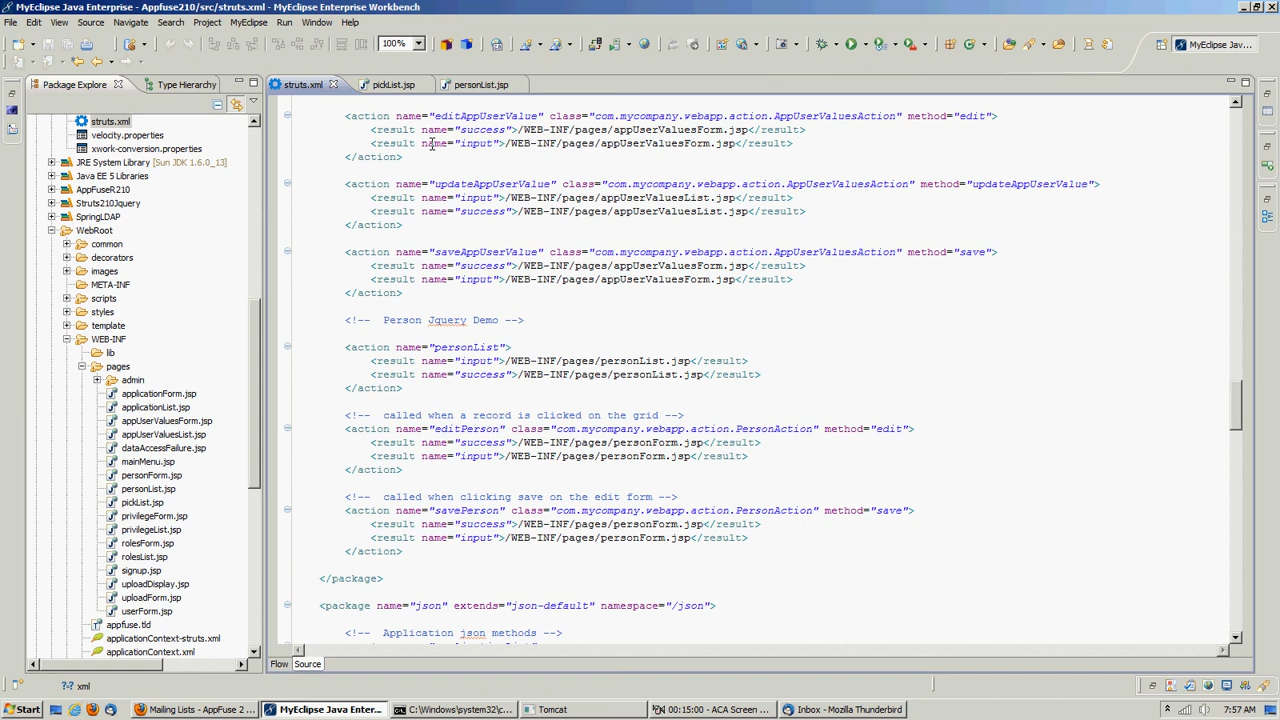 MyEclipse Java Enterprise - Appfuse210/src/struts.xml - MyEclipse Enterprise Workbench
File Edit View Source Navigate Search Project MyEclipse Run Window Help
100%
MyEclipse Jav...
Package Explore Type Hierarchy
struts.xml pickList.jsp personList.jsp
struts.xml
velocity.properties
xwork-conversion.properties
JRE System Library [Sun JDK 1.6.0_13]
Java EE 5 Libraries
AppFuseR210
Struts210Jquery
SpringLDAP
WebRoot
common
decorators
images
META-INF
scripts
styles
template
WEB-INF
lib
pages
admin
applicationForm.jsp
applicationList.jsp
appUserValuesForm.jsp
appUserValuesList.jsp
dataAccessFailure.jsp
mainMenu.jsp
personForm.jsp
personList.jsp
pickList.jsp
privilegeForm.jsp
privilegeList.jsp
rolesForm.jsp
rolesList.jsp
signup.jsp
uploadDisplay.jsp
uploadForm.jsp
userForm.jsp
appfuse.tld
applicationContext-struts.xml
applicationContext.xml
<action name="editAppUserValue" class="com.mycompany.webapp.action.AppUserValuesAction" method="edit">
<result name="success">/WEB-INF/pages/appUserValuesForm.jsp</result>
<result name="input">/WEB-INF/pages/appUserValuesForm.jsp</result>
</action>
<action name="updateAppUserValue" class="com.mycompany.webapp.action.AppUserValuesAction" method="updateAppUserValue">
<result name="input">/WEB-INF/pages/appUserValuesList.jsp</result>
<result name="success">/WEB-INF/pages/appUserValuesList.jsp</result>
</action>
<action name="saveAppUserValue" class="com.mycompany.webapp.action.AppUserValuesAction" method="save">
<result name="success">/WEB-INF/pages/appUserValuesForm.jsp</result>
<result name="input">/WEB-INF/pages/appUserValuesForm.jsp</result>
</action>
<!-- Person Jquery Demo -->
<action name="personList">
<result name="input">/WEB-INF/pages/personList.jsp</result>
<result name="success">/WEB-INF/pages/personList.jsp</result>
</action>
<!-- called when a record is clicked on the grid -->
<action name="editPerson" class="com.mycompany.webapp.action.PersonAction" method="edit">
<result name="success">/WEB-INF/pages/personForm.jsp</result>
<result name="input">/WEB-INF/pages/personForm.jsp</result>
</action>
<!-- called when clicking save on the edit form -->
<action name="savePerson" class="com.mycompany.webapp.action.PersonAction" method="save">
<result name="success">/WEB-INF/pages/personForm.jsp</result>
<result name="input">/WEB-INF/pages/personForm.jsp</result>
</action>
</package>
<package name="json" extends="json-default" namespace="/json">
<!-- Application json methods -->
Flow Source
xml
Start Mailing Lists - AppFuse 2 ... MyEclipse Java Enter... C:\Windows\system32\c... Tomcat 00:15:00 - ACA Screen ... Inbox - Mozilla Thunderbird 7:57 AM